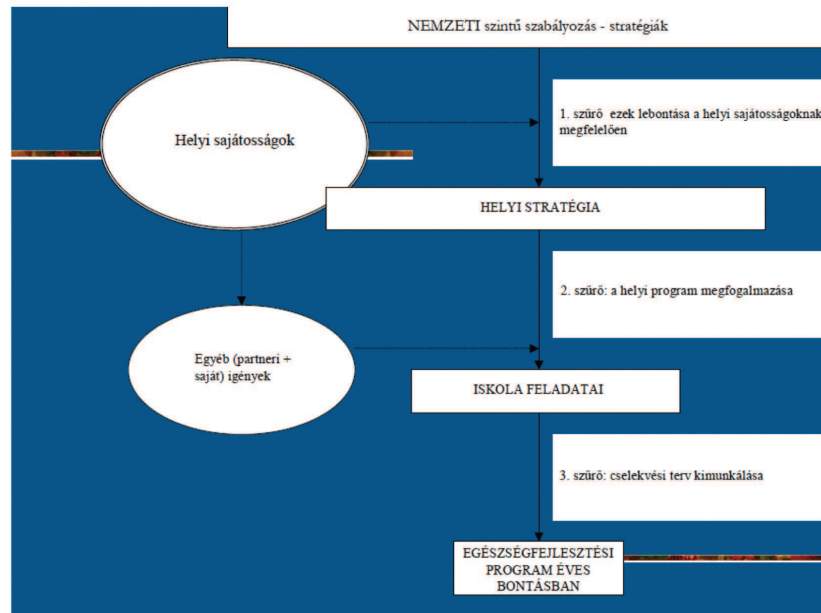 NEMZETI szintű szabályozás - stratégiák
Helyi sajátosságok
1. szűrő ezek lebontása a helyi sajátosságoknak
megfelelően
HELYI STRATÉGIA
2. szűrő: a helyi program megfogalmazása
Egyéb (partneri +
saját) igények
ISKOLA FELADATAI
3. szűrő: cselekvési terv kimunkálása
EGÉSZSÉGFEJLESZTÉSI
PROGRAM ÉVES
BONTÁSBAN